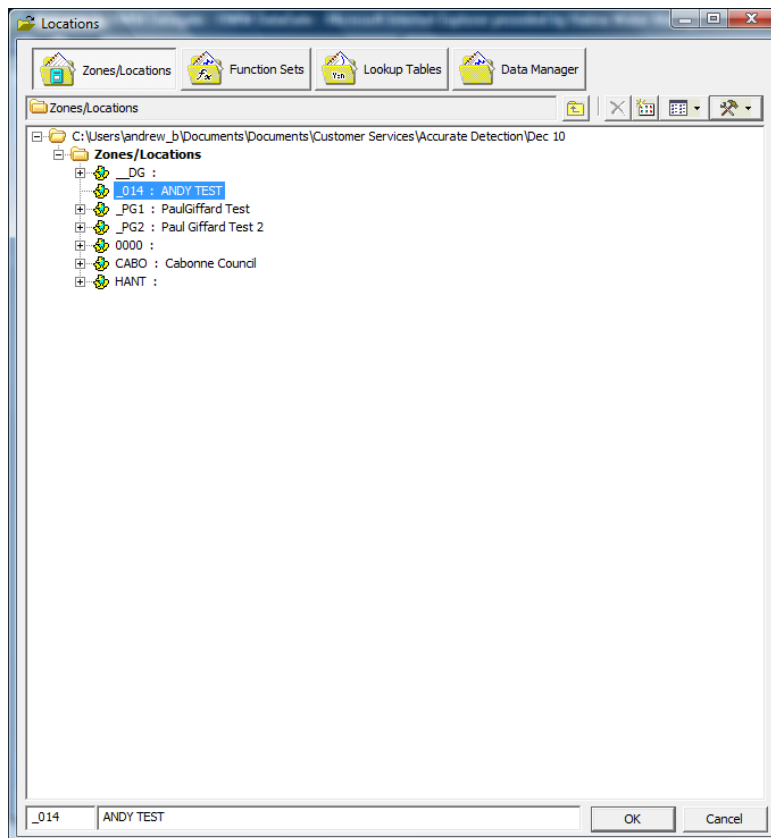 Locations
Zones/Locations Function Sets Lookup Tables Data Manager
Zones/Locations
C:\Users\andrew_b\Documents\Documents\Customer Services\Accurate Detection\Dec 10
Zones/Locations
__DG :
_014 : ANDY TEST
_PG1 : PaulGiffard Test
_PG2 : Paul Giffard Test 2
0000 :
CABO : Cabonne Council
HANT :
_014 ANDY TEST OK Cancel